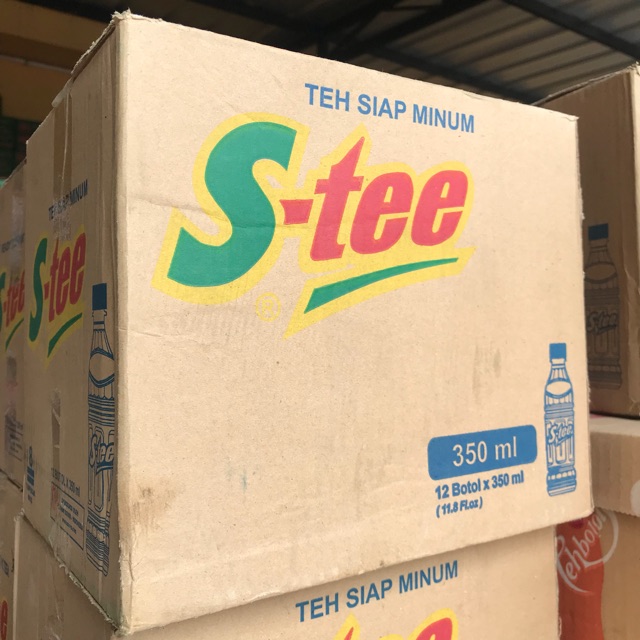 TEH SIAP MINUM
S-tee
350 ml
12 Botol x 350 ml
(11.8 Fl.oz)
TEH SIAP MINUM
S-tee
TEH SIAP MINUM
Tehbotol